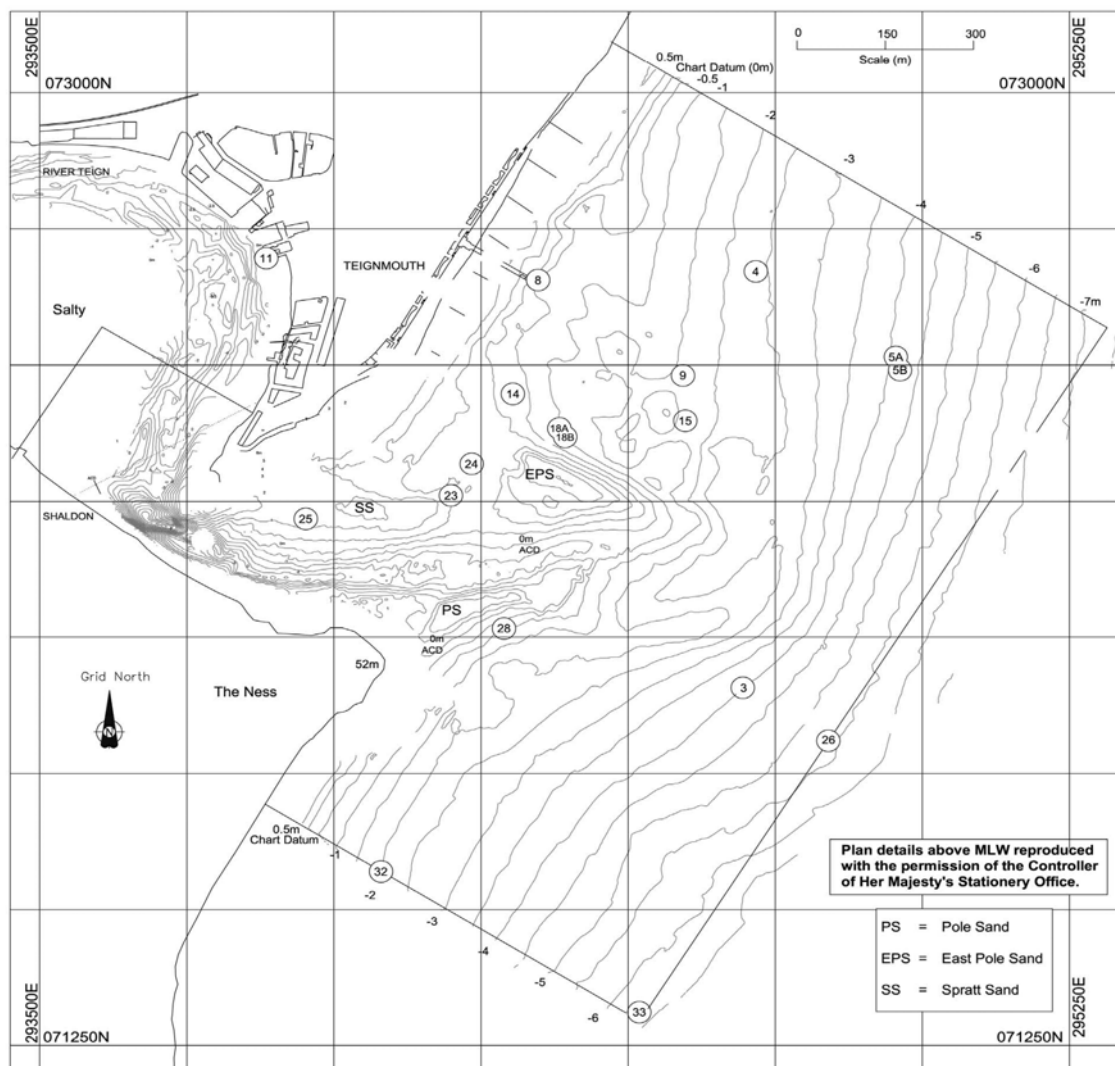 293500E
295250E
0 150 300
Scale (m)
0.5m
Chart Datum (0m)
-0.5
-1
-2
-3
-4
-5
-6
-7m
073000N
073000N
RIVER TEIGN
11
TEIGNMOUTH
8
4
Salty
5A
5B
9
14
15
18A
18B
24
EPS
23
SS
25
SHALDON
0m
ACD
PS
28
0m
ACD
52m
Grid North
N
The Ness
3
26
0.5m
Chart Datum
-1
32
-2
-3
-4
-5
-6
33
Plan details above MLW reproduced
with the permission of the Controller
of Her Majesty's Stationery Office.
PS = Pole Sand
EPS = East Pole Sand
SS = Spratt Sand
293500E
295250E
071250N
071250N